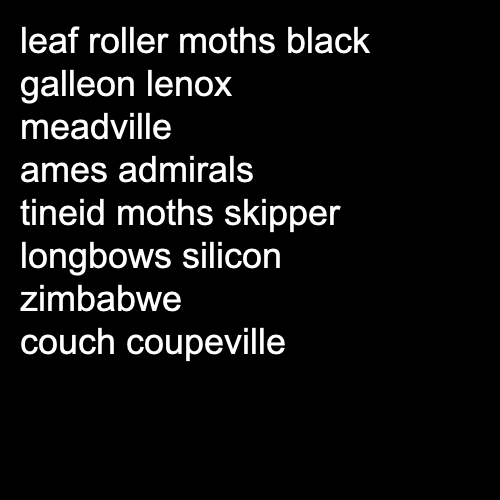 leaf roller moths black
galleon lenox
meadville
ames admirals
tineid moths skipper
longbows silicon
zimbabwe
couch coupeville